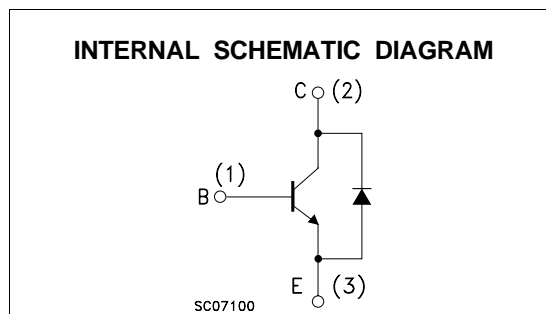 INTERNAL SCHEMATIC DIAGRAM
C (2)
(1)
B
E (3)
SC07100